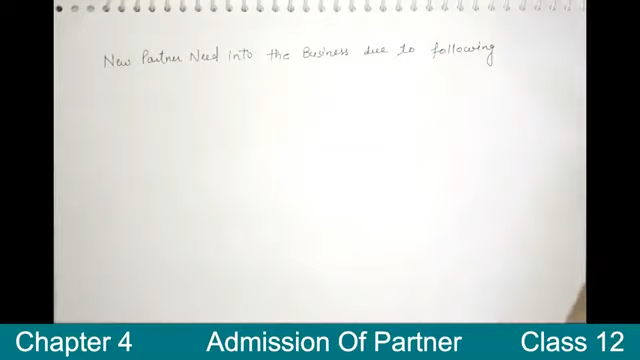 New Partner Need into the Business due to following
Chapter 4 Admission Of Partner Class 12